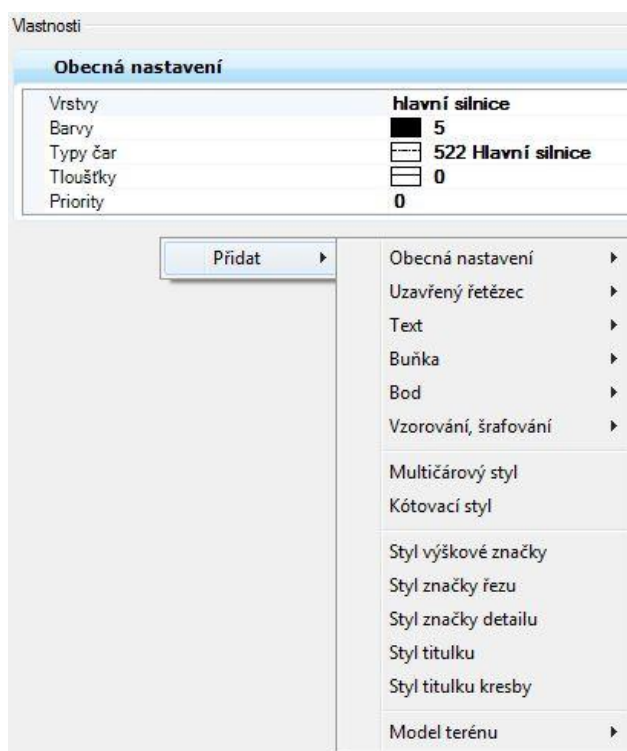 Vlastnosti
Obecná nastavení
Vrstvy hlavní silnice
Barvy 5
Typy čar 522 Hlavní silnice
Tloušťky 0
Priority 0
Přidat
Obecná nastavení
Uzavřený řetězec
Text
Buňka
Bod
Vzorování, šrafování
Multičárový styl
Kótovací styl
Styl výškové značky
Styl značky řezu
Styl značky detailu
Styl titulku
Styl titulku kresby
Model terénu